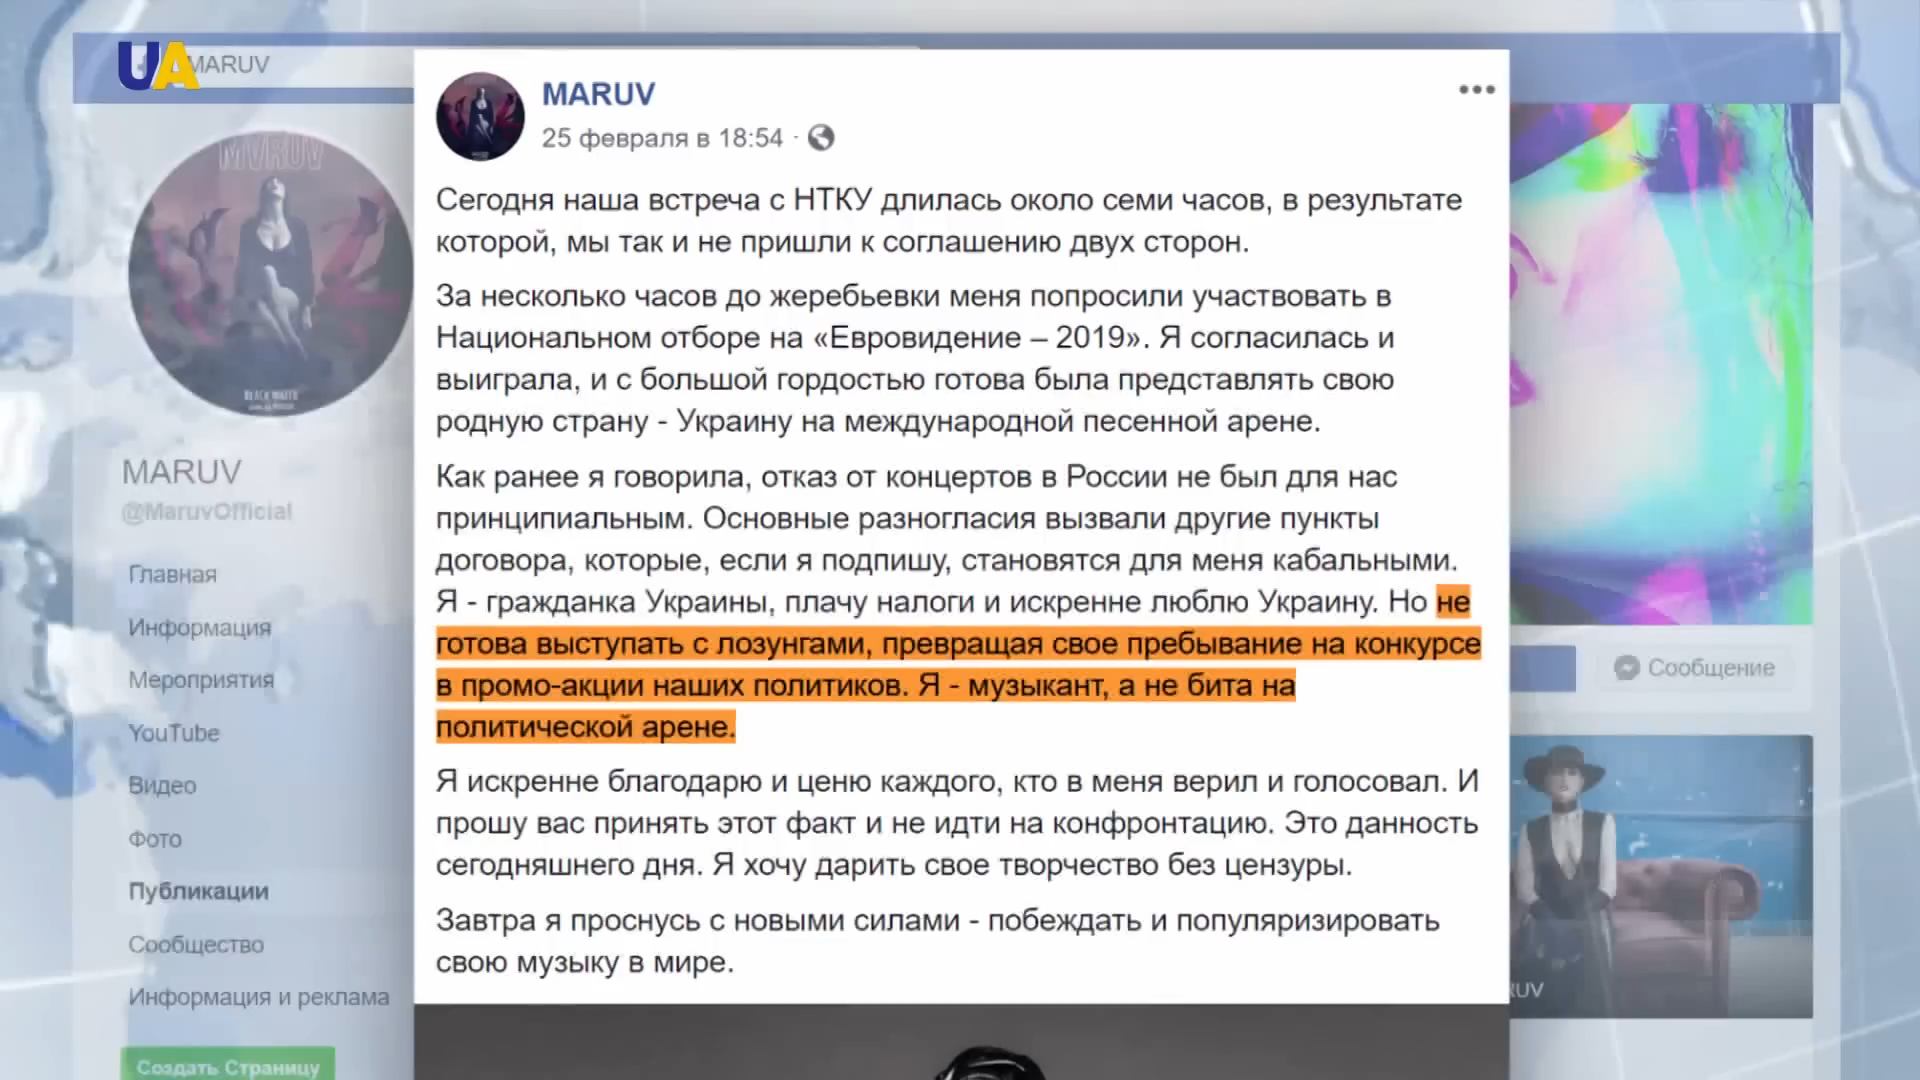 UA
MARUV
MARUV
25 февраля в 18:54 ·
Сегодня наша встреча с НТКУ длилась около семи часов, в результате
которой, мы так и не пришли к соглашению двух сторон.
За несколько часов до жеребьевки меня попросили участвовать в
Национальном отборе на «Евровидение – 2019». Я согласилась и
выиграла, и с большой гордостью готова была представлять свою
родную страну - Украину на международной песенной арене.
Как ранее я говорила, отказ от концертов в России не был для нас
принципиальным. Основные разногласия вызвали другие пункты
договора, которые, если я подпишу, становятся для меня кабальными.
Я - гражданка Украины, плачу налоги и искренне люблю Украину. Но не
готова выступать с лозунгами, превращая свое пребывание на конкурсе
в промо-акции наших политиков. Я - музыкант, а не бита на
политической арене.
Я искренне благодарю и ценю каждого, кто в меня верил и голосовал. И
прошу вас принять этот факт и не идти на конфронтацию. Это данность
сегодняшнего дня. Я хочу дарить свое творчество без цензуры.
Завтра я проснусь с новыми силами - побеждать и популяризировать
свою музыку в мире.
MVRUV
BLACK WATER
MARUV
@MaruvOfficial
Главная
Информация
Мероприятия
YouTube
Видео
Фото
Публикации
Сообщество
Информация и реклама
Создать Страницу
Сообщение
RUV